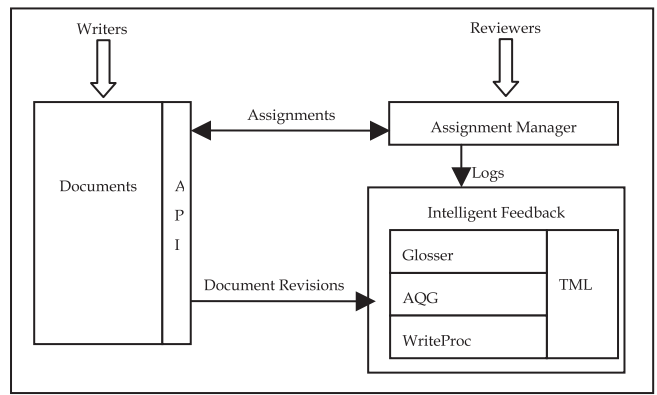 Writers
Reviewers
Assignments
Assignment Manager
Logs
Documents
A
P
I
Intelligent Feedback
Glosser
TML
Document Revisions
AQG
WriteProc